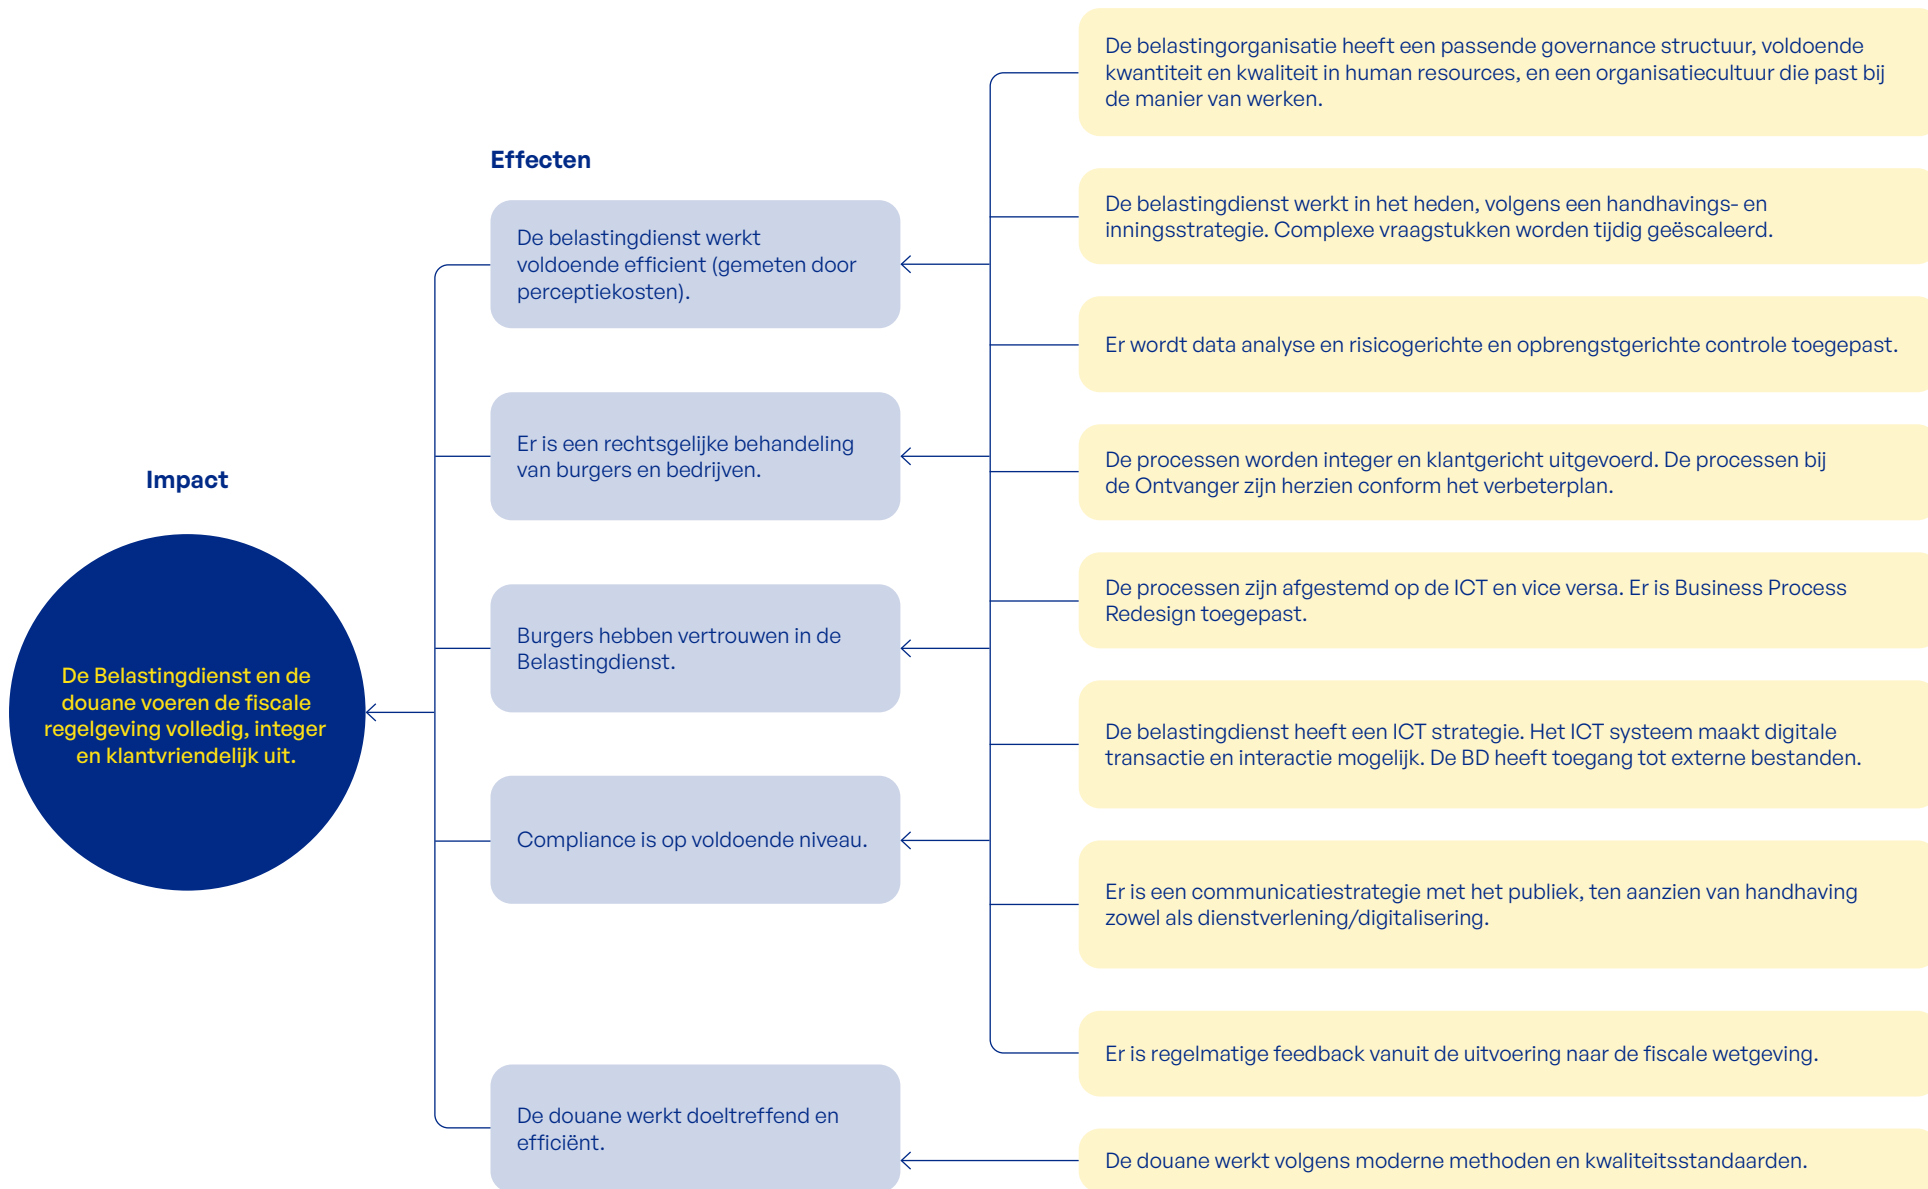 Impact
De Belastingdienst en de
douane voeren de fiscale
regelgeving volledig, integer
en klantvriendelijk uit.
Effecten
De belastingdienst werkt
voldoende efficient (gemeten door
perceptiekosten).
Er is een rechtsgelijke behandeling
van burgers en bedrijven.
Burgers hebben vertrouwen in de
Belastingdienst.
Compliance is op voldoende niveau.
De douane werkt doeltreffend en
efficiënt.
De belastingorganisatie heeft een passende governance structuur, voldoende
kwantiteit en kwaliteit in human resources, en een organisatiecultuur die past bij
de manier van werken.
De belastingdienst werkt in het heden, volgens een handhavings- en
inningsstrategie. Complexe vraagstukken worden tijdig geëscaleerd.
Er wordt data analyse en risicogerichte en opbrengstgerichte controle toegepast.
De processen worden integer en klantgericht uitgevoerd. De processen bij
de Ontvanger zijn herzien conform het verbeterplan.
De processen zijn afgestemd op de ICT en vice versa. Er is Business Process
Redesign toegepast.
De belastingdienst heeft een ICT strategie. Het ICT systeem maakt digitale
transactie en interactie mogelijk. De BD heeft toegang tot externe bestanden.
Er is een communicatiestrategie met het publiek, ten aanzien van handhaving
zowel als dienstverlening/digitalisering.
Er is regelmatige feedback vanuit de uitvoering naar de fiscale wetgeving.
De douane werkt volgens moderne methoden en kwaliteitsstandaarden.